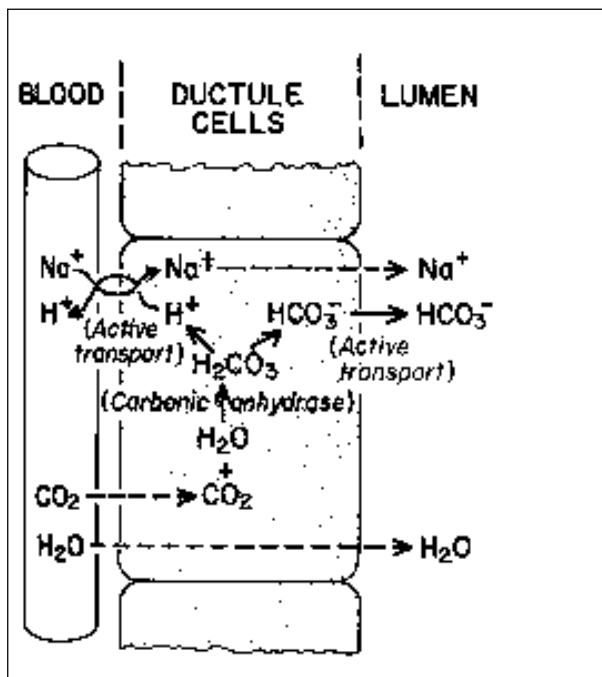 BLOOD DUCTULE CELLS LUMEN
Na⁺ Na⁺ Na⁺
H⁺ H⁺ HCO₃⁻ HCO₃⁻
(Active transport) (Active transport)
H₂CO₃
(Carbonic anhydrase)
H₂O
+
CO₂ CO₂
H₂O H₂O